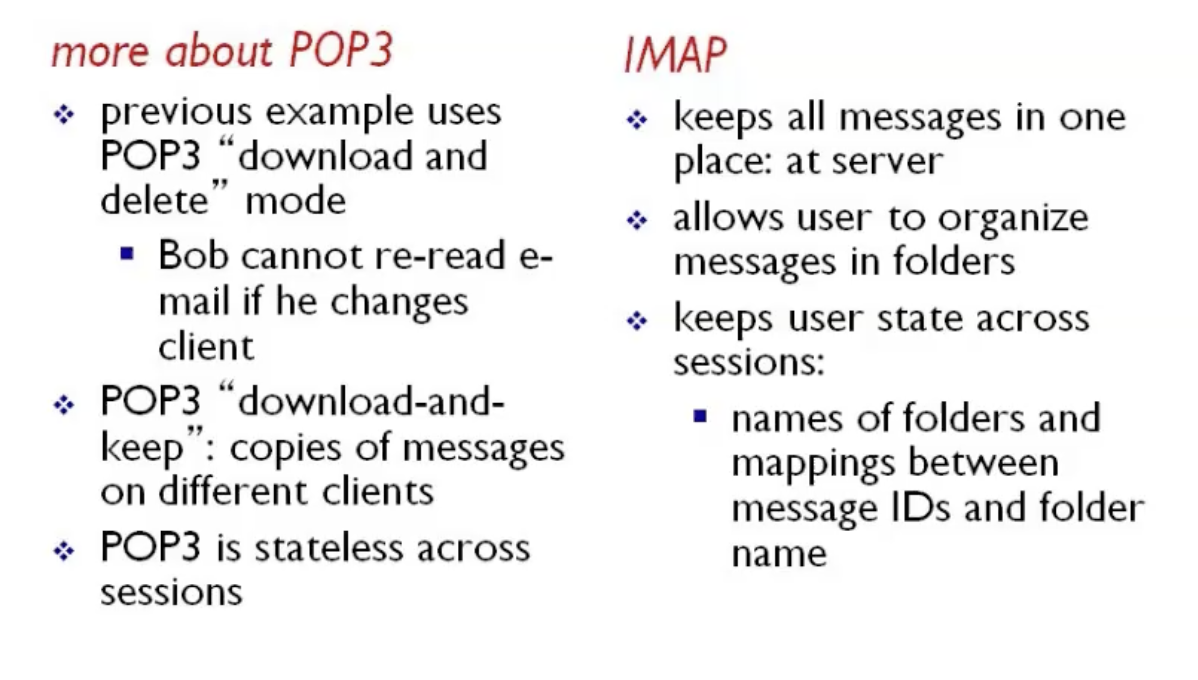 more about POP3
previous example uses
POP3 “download and
delete” mode
Bob cannot re-read e-
mail if he changes
client
POP3 “download-and-
keep”: copies of messages
on different clients
POP3 is stateless across
sessions
IMAP
keeps all messages in one
place: at server
allows user to organize
messages in folders
keeps user state across
sessions:
names of folders and
mappings between
message IDs and folder
name